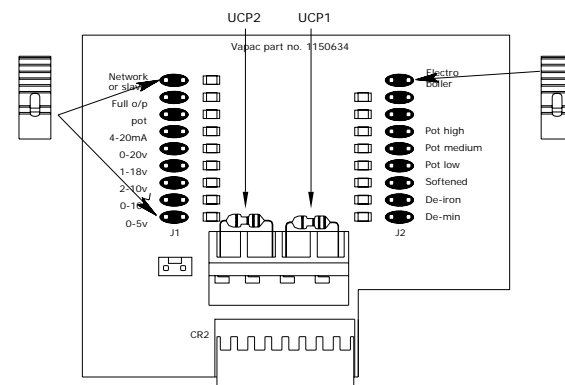 UCP2 UCP1
Vapac part no. 1150634
Network
or slave
Full o/p
pot
4-20mA
0-20v
1-18v
2-10v
0-10v
0-5v
J1
Electro
boiler
Pot high
Pot medium
Pot low
Softened
De-iron
De-min
J2
CR2